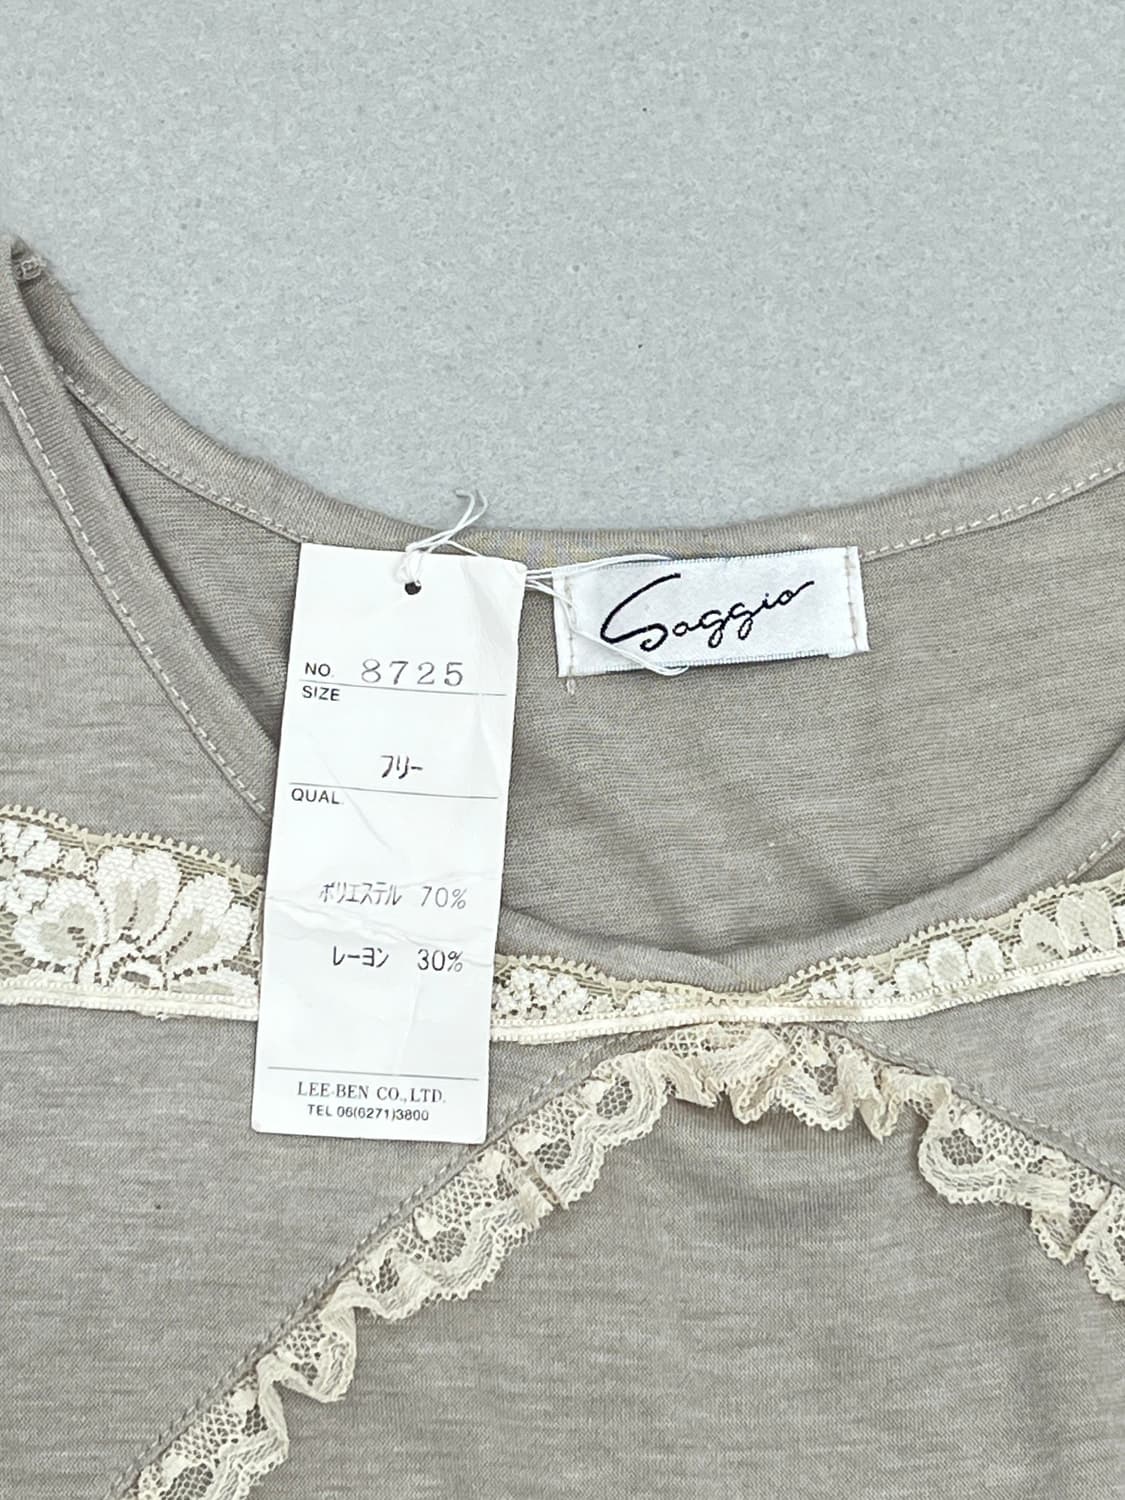 Saggio
NO. 8725
SIZE
フリー
QUAL.
ポリエステル 70%
レーヨン 30%
LEE-BEN CO.,LTD.
TEL 06(6271)3800